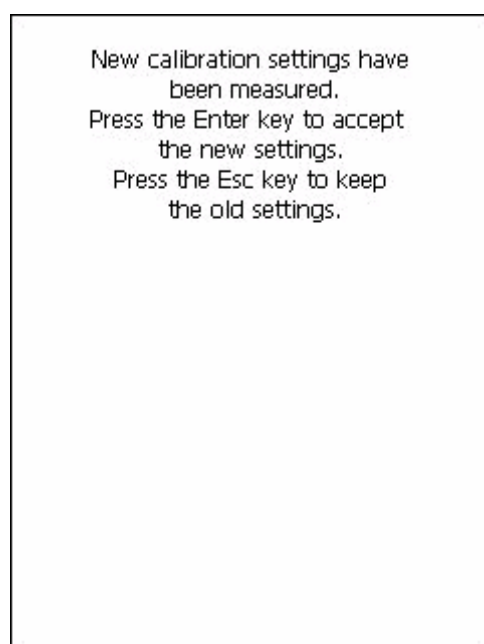 New calibration settings have
been measured.
Press the Enter key to accept
the new settings.
Press the Esc key to keep
the old settings.